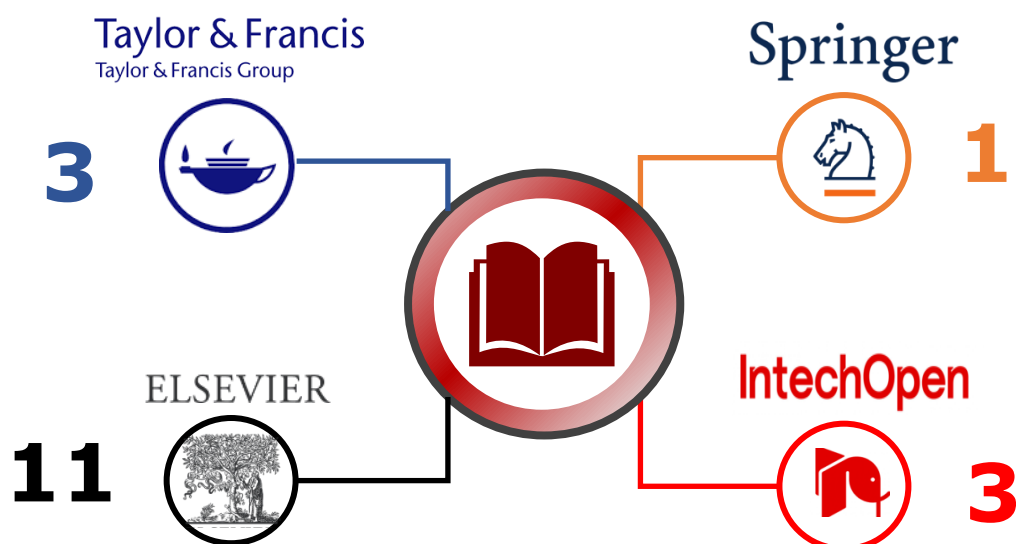 Taylor & Francis
Taylor & Francis Group
3
Springer
1
ELSEVIER
11
IntechOpen
3